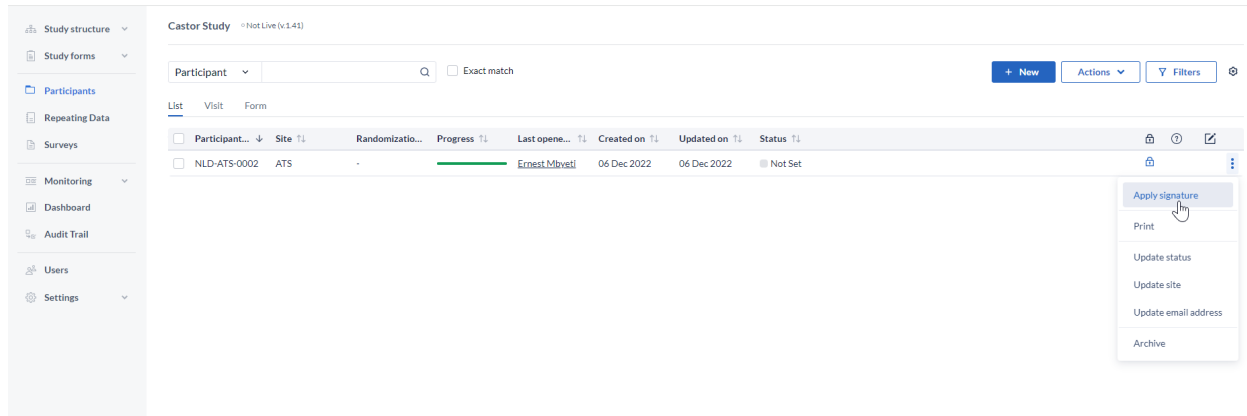 Study structure
Study forms
Participants
Repeating Data
Surveys
Monitoring
Dashboard
Audit Trail
Users
Settings
Castor Study Not Live (v.1.41)
Participant Exact match + New Actions Filters
List Visit Form
Participant... Site Randomizatio... Progress Last opene... Created on Updated on Status
NLD-ATS-0002 ATS - Ernest Mbyeti 06 Dec 2022 06 Dec 2022 Not Set
Apply signature
Print
Update status
Update site
Update email address
Archive